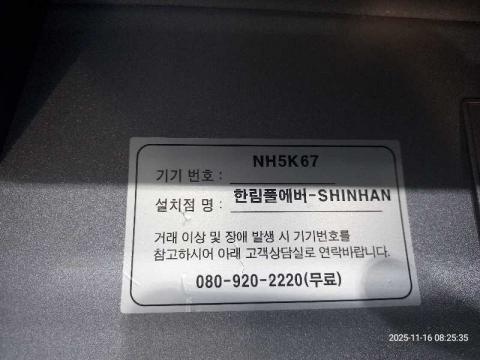 기기 번호 : NH5K67
설치점 명 : 한림플에버-SHINHAN
거래 이상 및 장애 발생 시 기기번호를
참고하시어 아래 고객상담실로 연락바랍니다.
080-920-2220(무료)
2025-11-16 08:25:35